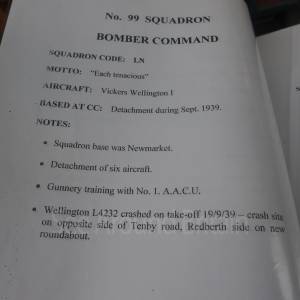 No. 99 SQUADRON
BOMBER COMMAND
SQUADRON CODE: LN
MOTTO: "Each tenacious"
AIRCRAFT: Vickers Wellington I
BASED AT CC: Detachment during Sept. 1939.
NOTES:
• Squadron base was Newmarket.
• Detachment of six aircraft.
• Gunnery training with No. 1. A.A.C.U.
• Wellington L4232 crashed on take-off 19/9/39 – crash site
on opposite side of Tenby road, Redberth side on new
roundabout.